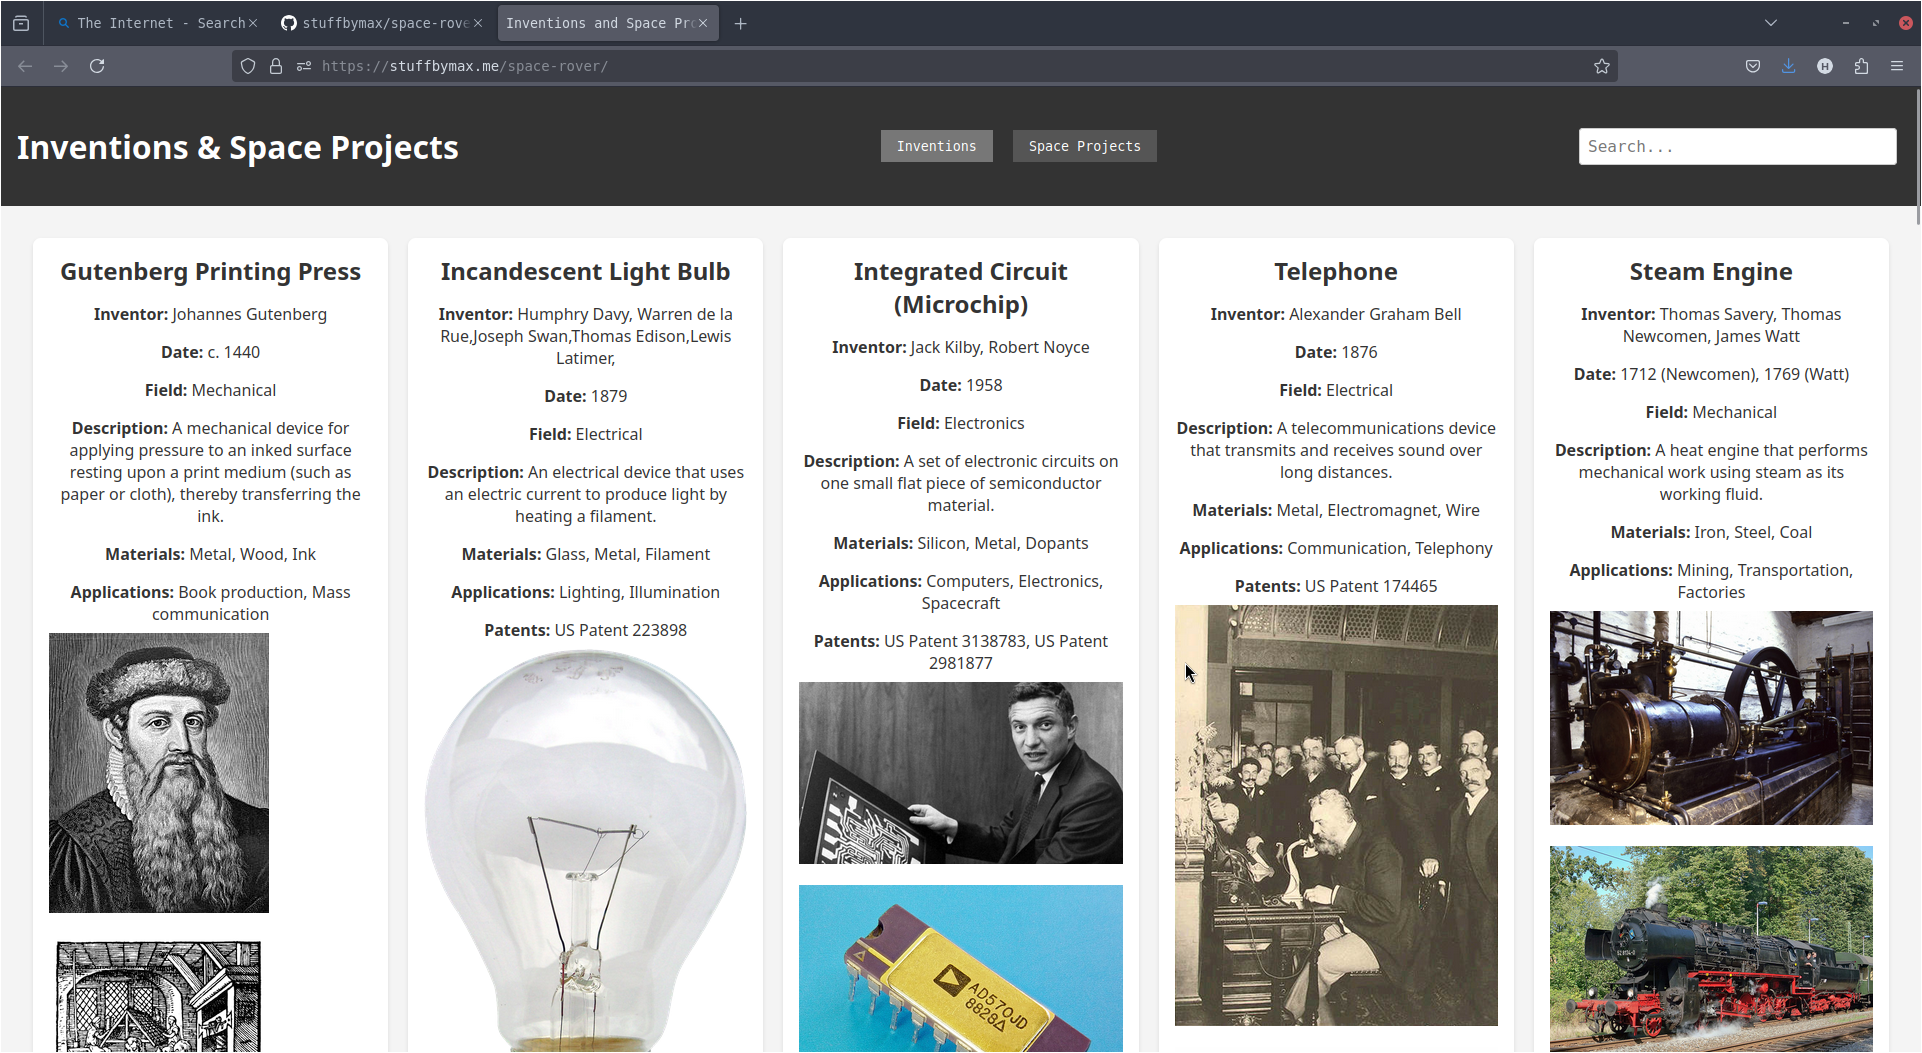 The Internet - Search
stuffbymax/space-rove
Inventions and Space Pr
https://stuffbymax.me/space-rover/
H
Inventions & Space Projects
Inventions
Space Projects
Search...
Gutenberg Printing Press
Inventor: Johannes Gutenberg
Date: c. 1440
Field: Mechanical
Description: A mechanical device for
applying pressure to an inked surface
resting upon a print medium (such as
paper or cloth), thereby transferring the
ink.
Materials: Metal, Wood, Ink
Applications: Book production, Mass
communication
Incandescent Light Bulb
Inventor: Humphry Davy, Warren de la
Rue,Joseph Swan,Thomas Edison,Lewis
Latimer,
Date: 1879
Field: Electrical
Description: An electrical device that uses
an electric current to produce light by
heating a filament.
Materials: Glass, Metal, Filament
Applications: Lighting, Illumination
Patents: US Patent 223898
Integrated Circuit
(Microchip)
Inventor: Jack Kilby, Robert Noyce
Date: 1958
Field: Electronics
Description: A set of electronic circuits on
one small flat piece of semiconductor
material.
Materials: Silicon, Metal, Dopants
Applications: Computers, Electronics,
Spacecraft
Patents: US Patent 3138783, US Patent
2981877
AD570JD
8828
Telephone
Inventor: Alexander Graham Bell
Date: 1876
Field: Electrical
Description: A telecommunications device
that transmits and receives sound over
long distances.
Materials: Metal, Electromagnet, Wire
Applications: Communication, Telephony
Patents: US Patent 174465
Steam Engine
Inventor: Thomas Savery, Thomas
Newcomen, James Watt
Date: 1712 (Newcomen), 1769 (Watt)
Field: Mechanical
Description: A heat engine that performs
mechanical work using steam as its
working fluid.
Materials: Iron, Steel, Coal
Applications: Mining, Transportation,
Factories